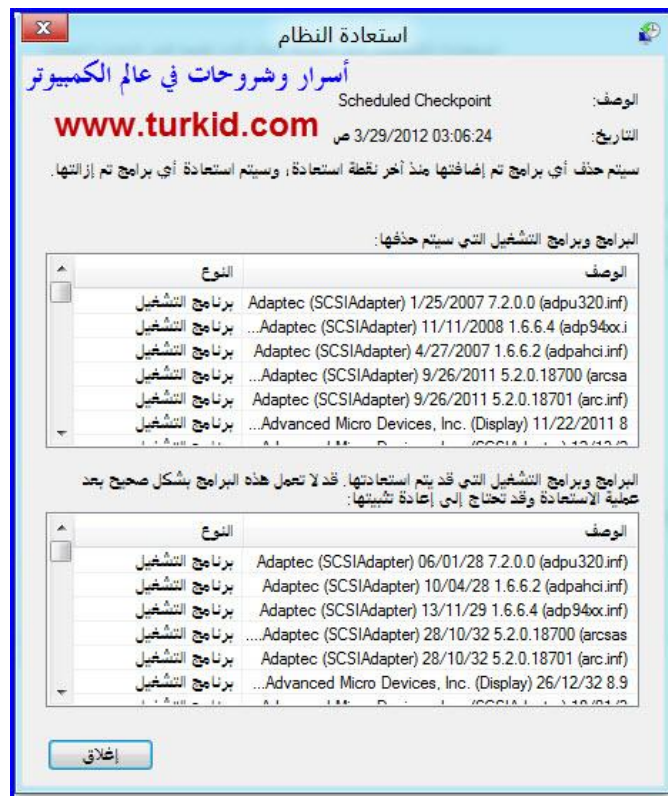 استعادة النظام
أسرار وشروحات في عالم الكمبيوتر
الوصف: Scheduled Checkpoint
www.turkid.com
التاريخ: 3/29/2012 03:06:24 ص
سيتم حذف أي برامج تم إضافتها منذ آخر نقطة استعادة، وسيتم استعادة أي برامج تم إزالتها.
البرامج وبرامج التشغيل التي سيتم حذفها:
الوصف النوع
Adaptec (SCSIAdapter) 1/25/2007 7.2.0.0 (adpu320.inf) برنامج التشغيل
Adaptec (SCSIAdapter) 11/11/2008 1.6.6.4 (adp94xx.i... برنامج التشغيل
Adaptec (SCSIAdapter) 4/27/2007 1.6.6.2 (adpahci.inf) برنامج التشغيل
Adaptec (SCSIAdapter) 9/26/2011 5.2.0.18700 (arcsa... برنامج التشغيل
Adaptec (SCSIAdapter) 9/26/2011 5.2.0.18701 (arc.inf) برنامج التشغيل
Advanced Micro Devices, Inc. (Display) 11/22/2011 8... برنامج التشغيل
البرامج وبرامج التشغيل التي قد يتم استعادتها. قد لا تعمل هذه البرامج بشكل صحيح بعد
عملية الاستعادة وقد تحتاج إلى إعادة تثبيتها:
الوصف النوع
Adaptec (SCSIAdapter) 06/01/28 7.2.0.0 (adpu320.inf) برنامج التشغيل
Adaptec (SCSIAdapter) 10/04/28 1.6.6.2 (adpahci.inf) برنامج التشغيل
Adaptec (SCSIAdapter) 13/11/29 1.6.6.4 (adp94xx.inf) برنامج التشغيل
Adaptec (SCSIAdapter) 28/10/32 5.2.0.18700 (arcsas.... برنامج التشغيل
Adaptec (SCSIAdapter) 28/10/32 5.2.0.18701 (arc.inf) برنامج التشغيل
Advanced Micro Devices, Inc. (Display) 26/12/32 8.9... برنامج التشغيل
إغلاق